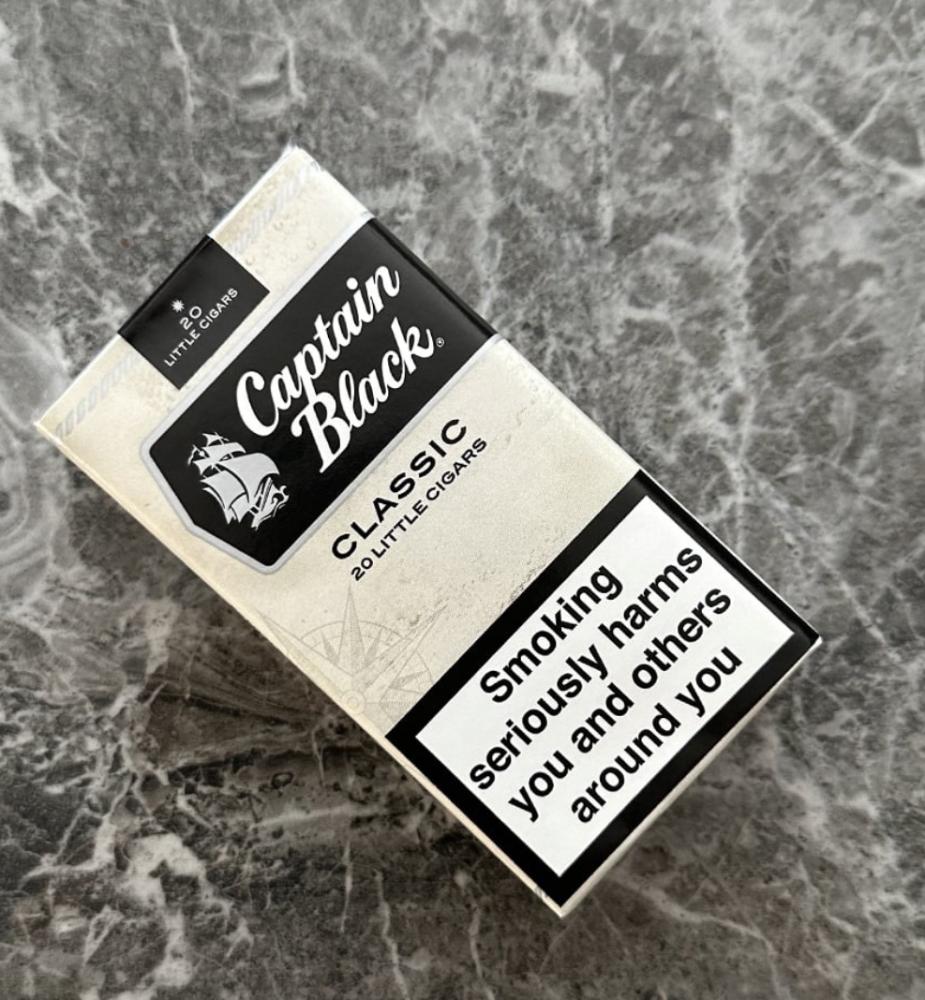 20
LITTLE CIGARS
Captain
Black®
CLASSIC
20 LITTLE CIGARS
Smoking
seriously harms
you and others
around you